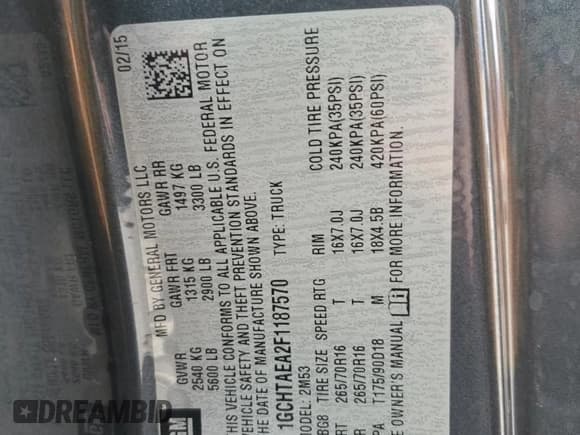 MFD BY GENERAL MOTORS LLC 02/15
GVWR GAWR FRT GAWR RR
2540 KG 1315 KG 1497 KG
5600 LB 2900 LB 3300 LB
THIS VEHICLE CONFORMS TO ALL APPLICABLE U.S. FEDERAL MOTOR
VEHICLE SAFETY AND THEFT PREVENTION STANDARDS IN EFFECT ON
THE DATE OF MANUFACTURE SHOWN ABOVE.
1GCHTAEA2F1187570 TYPE: TRUCK
MODEL: 2M53
BG8 TIRE SIZE SPEED RTG RIM COLD TIRE PRESSURE
RT 265/70R16 T 16X7.0J 240KPA(35PSI)
RR 265/70R16 T 16X7.0J 240KPA(35PSI)
PA T175/90D18 M 18X4.5B 420KPA(60PSI)
E OWNER'S MANUAL FOR MORE INFORMATION.
GM
DREAMBID